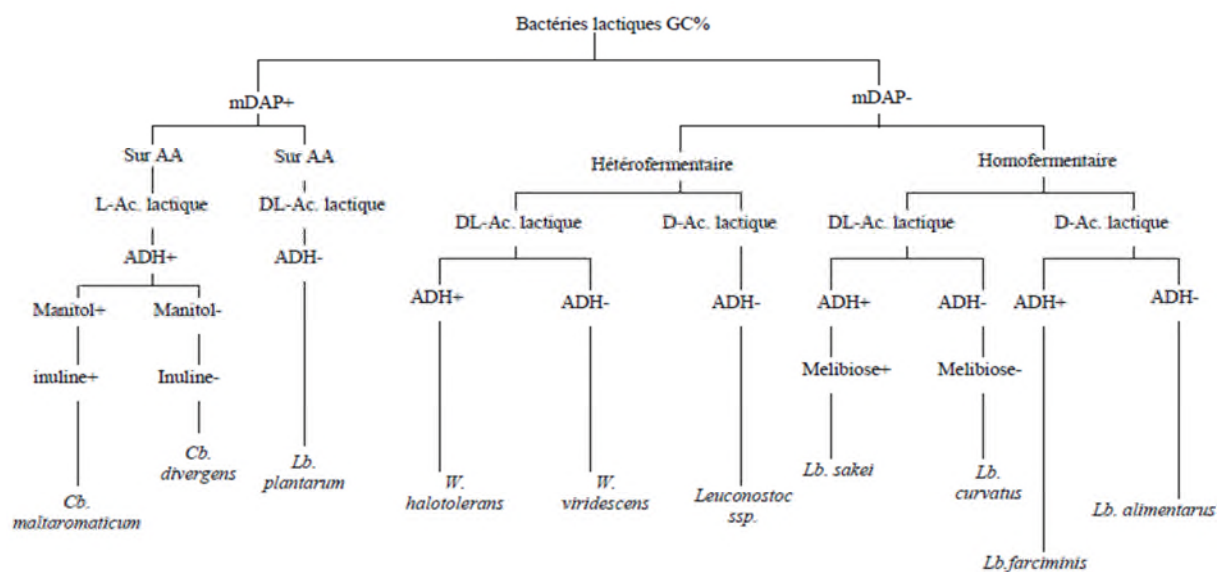 Bactéries lactiques GC%
mDAP+
mDAP-
Sur AA
Sur AA
Hétérofermentaire
Homofermentaire
L-Ac. lactique
DL-Ac. lactique
DL-Ac. lactique
D-Ac. lactique
DL-Ac. lactique
D-Ac. lactique
ADH+
ADH-
ADH+
ADH-
ADH-
ADH+
ADH-
ADH+
ADH-
Manitol+
Manitol-
inuline+
Inuline-
Melibiose+
Melibiose-
Cb.
maltaromaticum
Cb.
divergens
Lb.
plantarum
W.
halotolerans
W.
viridescens
Leuconostoc
ssp.
Lb. sakei
Lb.
curvatus
Lb.farciminis
Lb. alimentarus